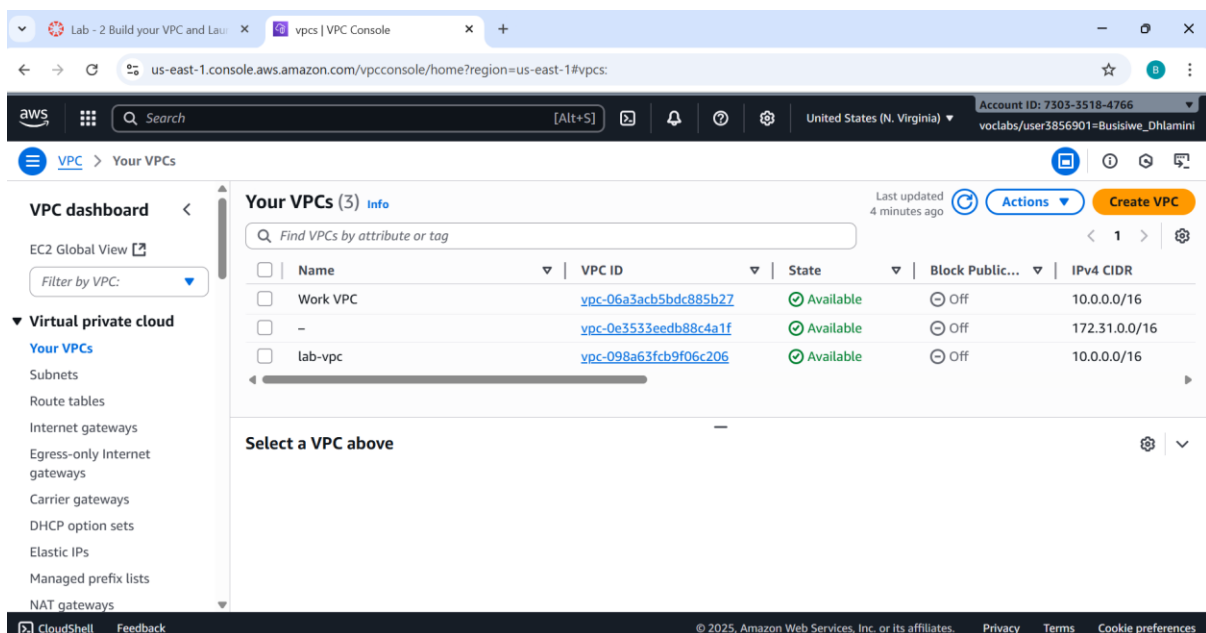 Lab - 2 Build your VPC and Lau
vpcs | VPC Console
us-east-1.console.aws.amazon.com/vpcconsole/home?region=us-east-1#vpcs:
B
aws
Search
[Alt+S]
United States (N. Virginia)
Account ID: 7303-3518-4766
voclabs/user3856901=Busisiwe_Dhlamini
VPC > Your VPCs
VPC dashboard
EC2 Global View
Filter by VPC:
Virtual private cloud
Your VPCs
Subnets
Route tables
Internet gateways
Egress-only Internet
gateways
Carrier gateways
DHCP option sets
Elastic IPs
Managed prefix lists
NAT gateways
Your VPCs (3) Info
Last updated
4 minutes ago
Actions
Create VPC
Find VPCs by attribute or tag
1
Name VPC ID State Block Public... IPv4 CIDR
Work VPC vpc-06a3acb5bdc885b27 Available Off 10.0.0.0/16
– vpc-0e3533eedb88c4a1f Available Off 172.31.0.0/16
lab-vpc vpc-098a63fcb9f06c206 Available Off 10.0.0.0/16
Select a VPC above
CloudShell Feedback © 2025, Amazon Web Services, Inc. or its affiliates. Privacy Terms Cookie preferences